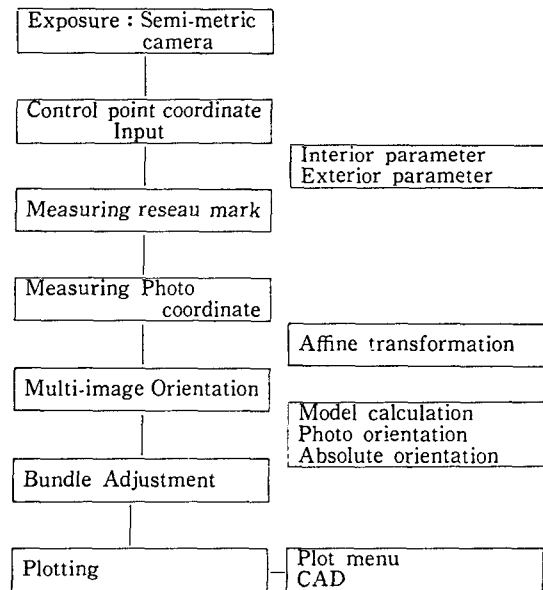 Exposure : Semi-metric
camera
Control point coordinate
Input
Interior parameter
Exterior parameter
Measuring reseau mark
Measuring Photo
coordinate
Affine transformation
Multi-image Orientation
Model calculation
Photo orientation
Absolute orientation
Bundle Adjustment
Plotting
Plot menu
CAD